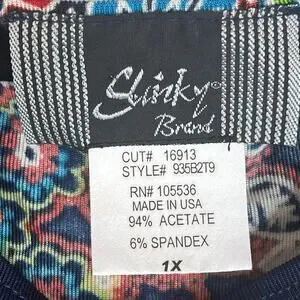 Slinky®
Brand
CUT# 16913
STYLE# 935B2T9
RN# 105536
MADE IN USA
94% ACETATE
6% SPANDEX
1X